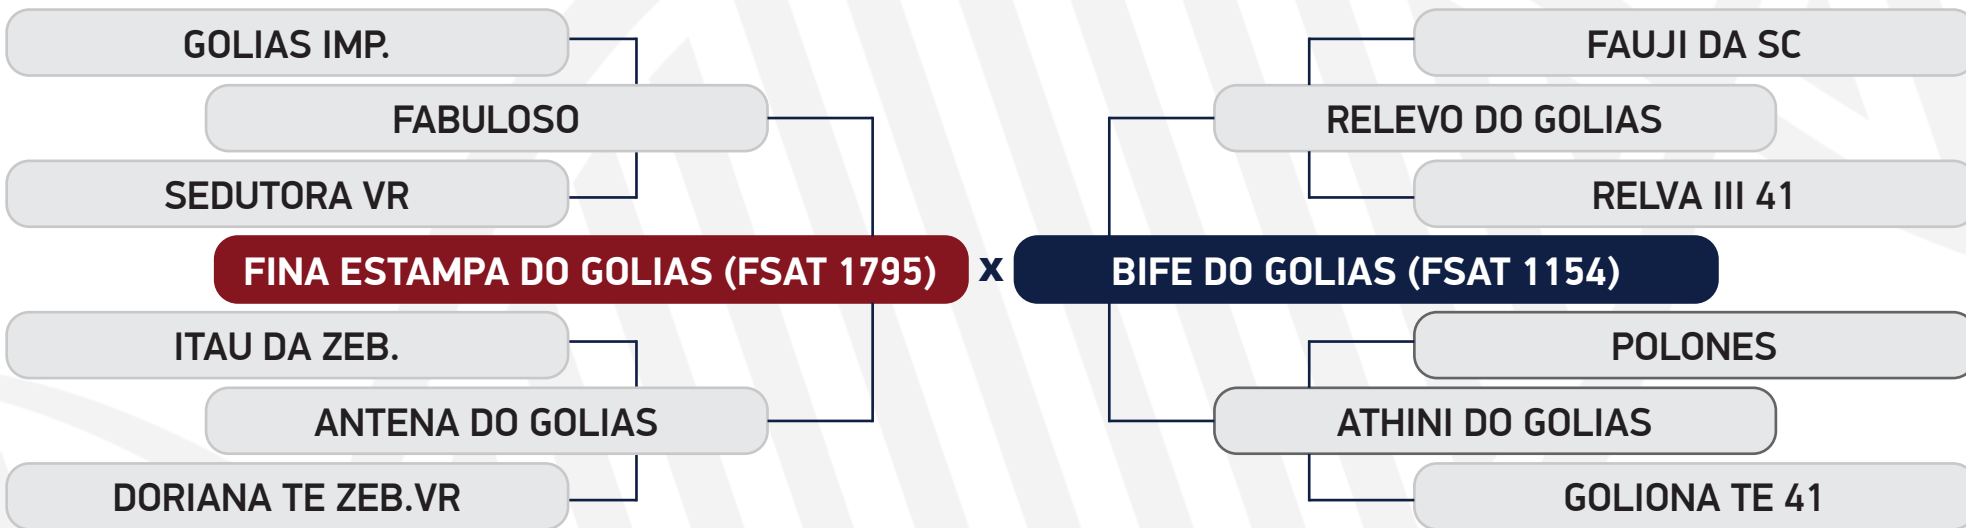 GOLIAS IMP.
FABULOSO
SEDUTORA VR
FINA ESTAMPA DO GOLIAS (FSAT 1795)
ITAU DA ZEB.
ANTENA DO GOLIAS
DORIANA TE ZEB.VR
x
FAUJI DA SC
RELEVO DO GOLIAS
RELVA III 41
BIFE DO GOLIAS (FSAT 1154)
POLONES
ATHINI DO GOLIAS
GOLIONA TE 41